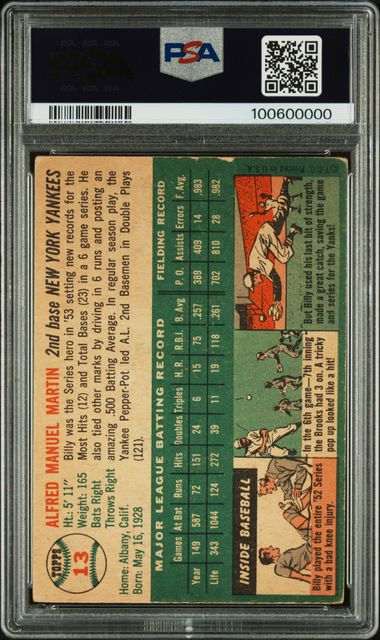 PSA
PSA
PSA
100600000
TOPPS
13
ALFRED MANUEL MARTIN 2nd base NEW YORK YANKEES
Ht.: 5' 11"
Weight: 165
Bats Right
Throws Right
Home: Albany, Calif.
Born: May 16, 1928
Billy was the Series hero in '53 setting new records for the
Most Hits (12) and Total Bases (23) in a 6 game series. He
also tied other marks by driving in 6 runs and posting an
amazing .500 Batting Average. In regular season play, the
Yankee Pepper-Pot led A.L. 2nd Basemen in Double Plays
(121).
MAJOR LEAGUE BATTING RECORD FIELDING RECORD
Games At Bat Runs Hits Doubles Triples H. R. R.B.I. B. Avg P. O. Assists Errors F. Avg.
Year 149 587 72 151 24 6 15 75 .257 389 409 14 .983
Life 343 1044 124 272 39 11 19 118 .261 702 810 28 .982
INSIDE BASEBALL
Billy played the entire '52 Series
with a bad knee injury.
In the 6th game—7th inning
the Brooks had 3 on. A tricky
pop up looked like a hit!
But Billy used his last bit of strength,
made a great catch, saving the game
and series for the Yanks!
©T.C.G. Printed in U.S.A.